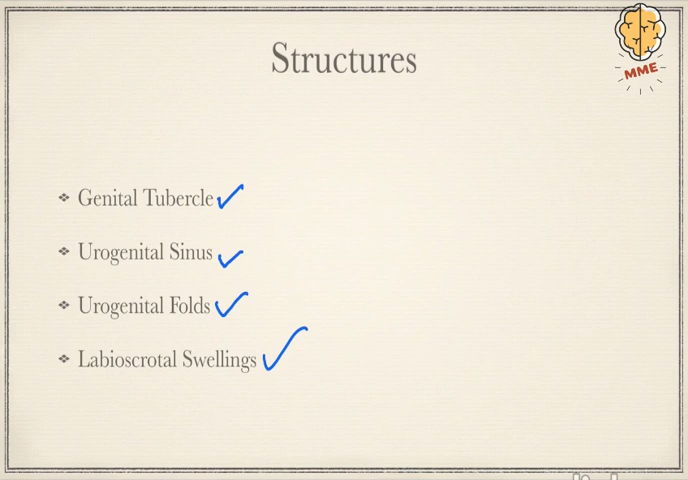 Structures
MME
Genital Tubercle
Urogenital Sinus
Urogenital Folds
Labioscrotal Swellings